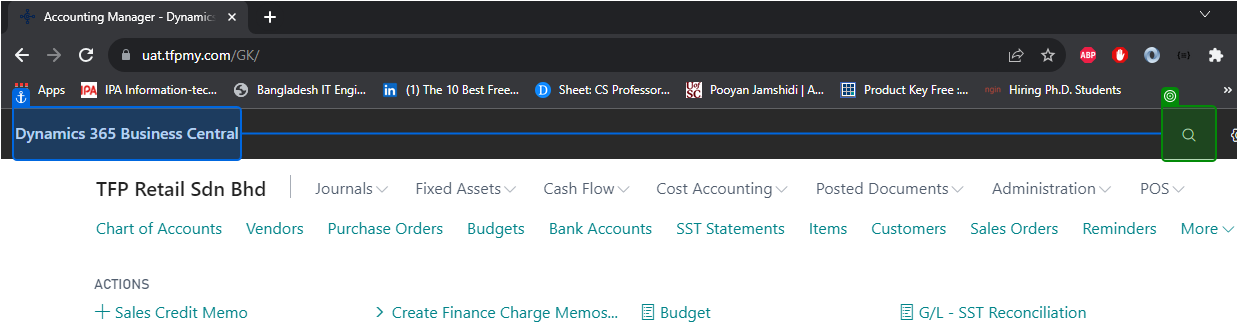 Accounting Manager - Dynamics
uat.tfpmy.com/GK/
ABP
Apps IPA IPA Information-tec... Bangladesh IT Engi... in (1) The 10 Best Free... D Sheet: CS Professor... Pooyan Jamshidi | A... Product Key Free :... ngin Hiring Ph.D. Students »
Dynamics 365 Business Central
TFP Retail Sdn Bhd Journals Fixed Assets Cash Flow Cost Accounting Posted Documents Administration POS
Chart of Accounts Vendors Purchase Orders Budgets Bank Accounts SST Statements Items Customers Sales Orders Reminders More
ACTIONS
Sales Credit Memo Create Finance Charge Memos... Budget G/L - SST Reconciliation